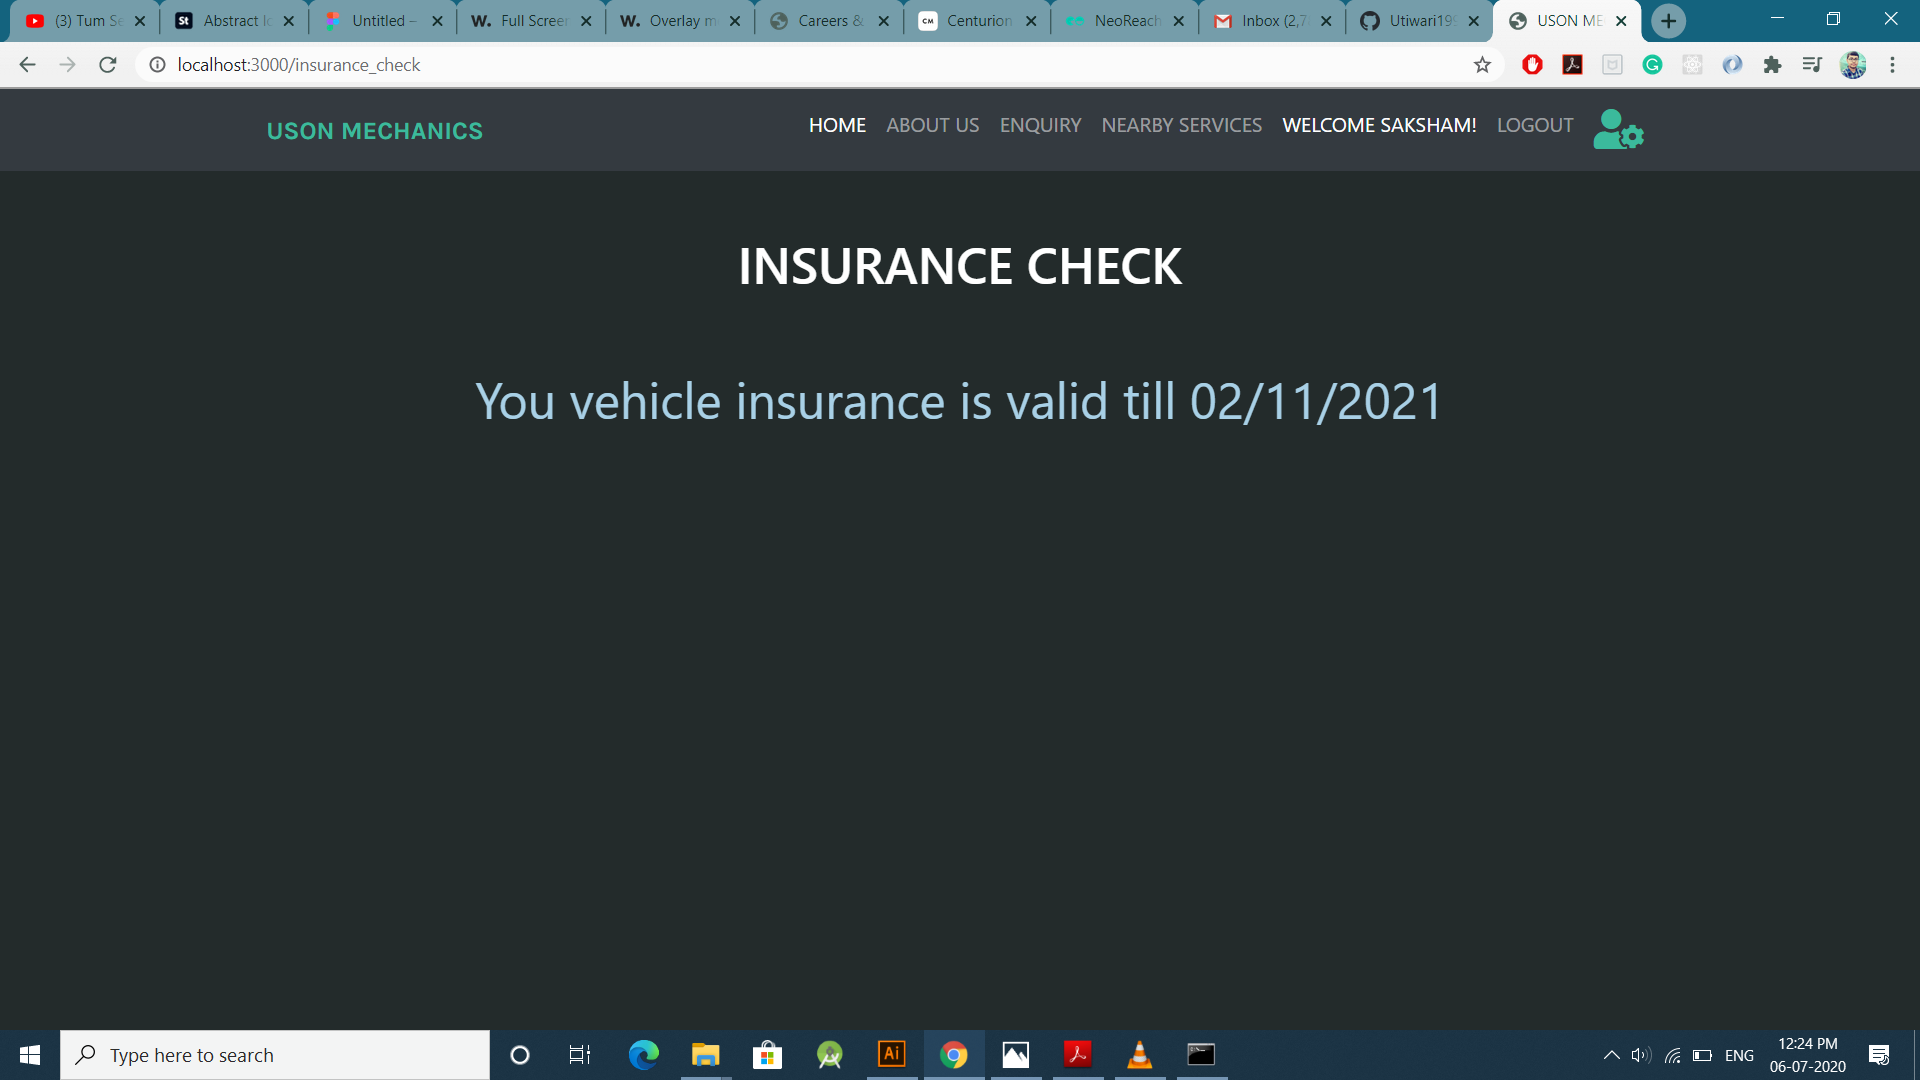 (3) Tum Se
Abstract Ic
Untitled –
Full Screen
Overlay m
Careers &
Centurion
NeoReach
Inbox (2,7
Utiwari199
USON ME
localhost:3000/insurance_check
USON MECHANICS
HOME
ABOUT US
ENQUIRY
NEARBY SERVICES
WELCOME SAKSHAM!
LOGOUT
INSURANCE CHECK
You vehicle insurance is valid till 02/11/2021
Type here to search
Ai
ENG
12:24 PM
06-07-2020